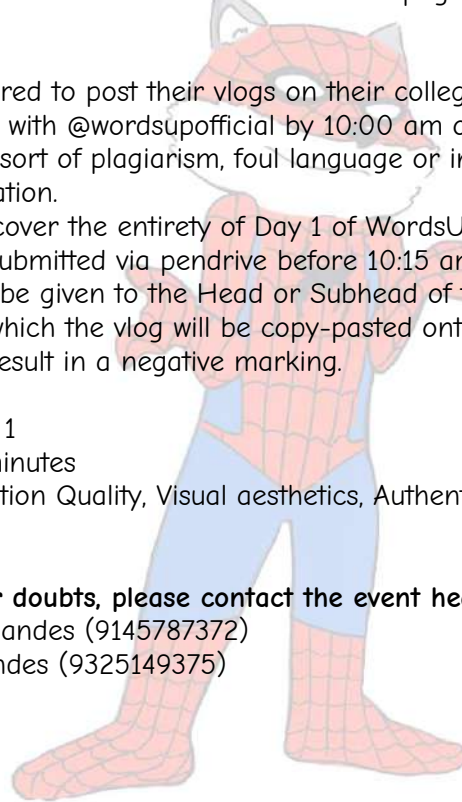 red to post their vlogs on their colleg
with @wordsupofficial by 10:00 am o
sort of plagiarism, foul language or in
ation.
cover the entirety of Day 1 of WordsU
ubmitted via pendrive before 10:15 am
be given to the Head or Subhead of t
which the vlog will be copy-pasted ont
esult in a negative marking.
1
inutes
tion Quality, Visual aesthetics, Authent
r doubts, please contact the event hea
andes (9145787372)
ndes (9325149375)